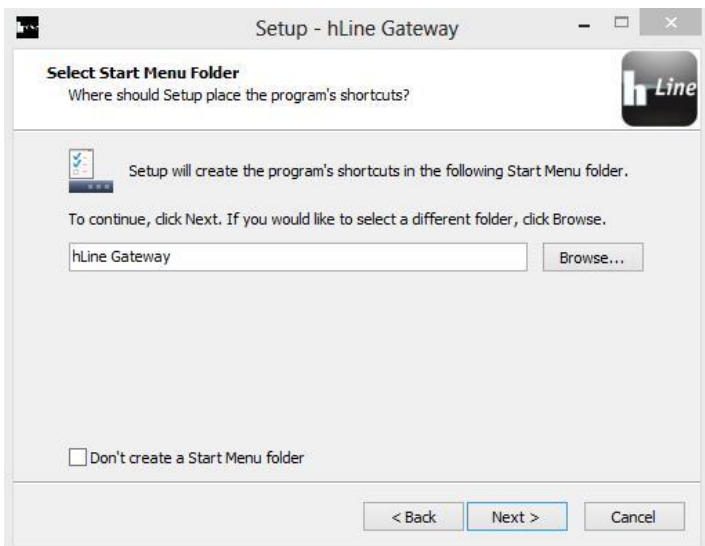 Setup - hLine Gateway
Select Start Menu Folder
Where should Setup place the program's shortcuts?
h Line
Setup will create the program's shortcuts in the following Start Menu folder.
To continue, click Next. If you would like to select a different folder, click Browse.
hLine Gateway
Browse...
Don't create a Start Menu folder
< Back
Next >
Cancel